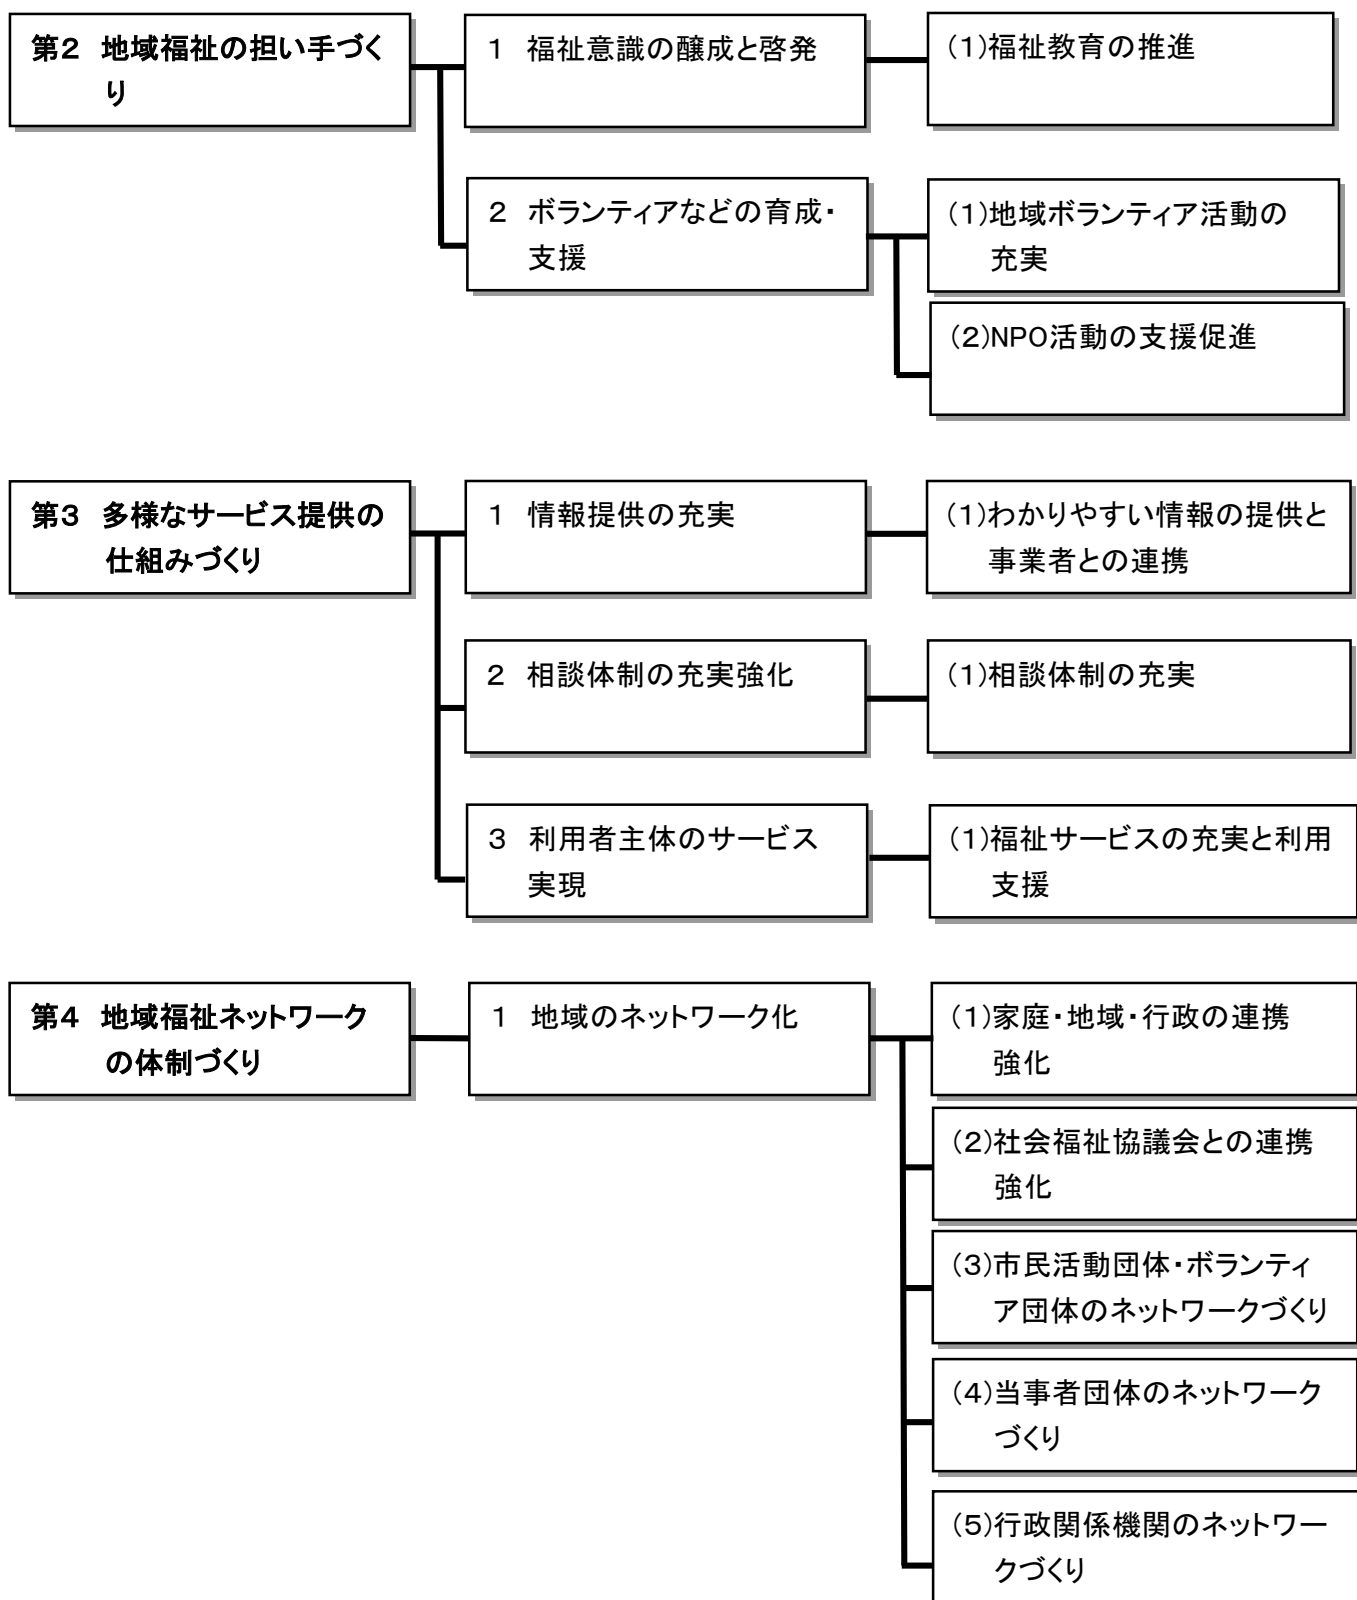 第2 地域福祉の担い手づく
り
1 福祉意識の醸成と啓発
(1)福祉教育の推進
2 ボランティアなどの育成・
支援
(1)地域ボランティア活動の
充実
(2)NPO活動の支援促進
第3 多様なサービス提供の
仕組みづくり
1 情報提供の充実
(1)わかりやすい情報の提供と
事業者との連携
2 相談体制の充実強化
(1)相談体制の充実
3 利用者主体のサービス
実現
(1)福祉サービスの充実と利用
支援
第4 地域福祉ネットワーク
の体制づくり
1 地域のネットワーク化
(1)家庭・地域・行政の連携
強化
(2)社会福祉協議会との連携
強化
(3)市民活動団体・ボランティ
ア団体のネットワークづくり
(4)当事者団体のネットワーク
づくり
(5)行政関係機関のネットワー
クづくり